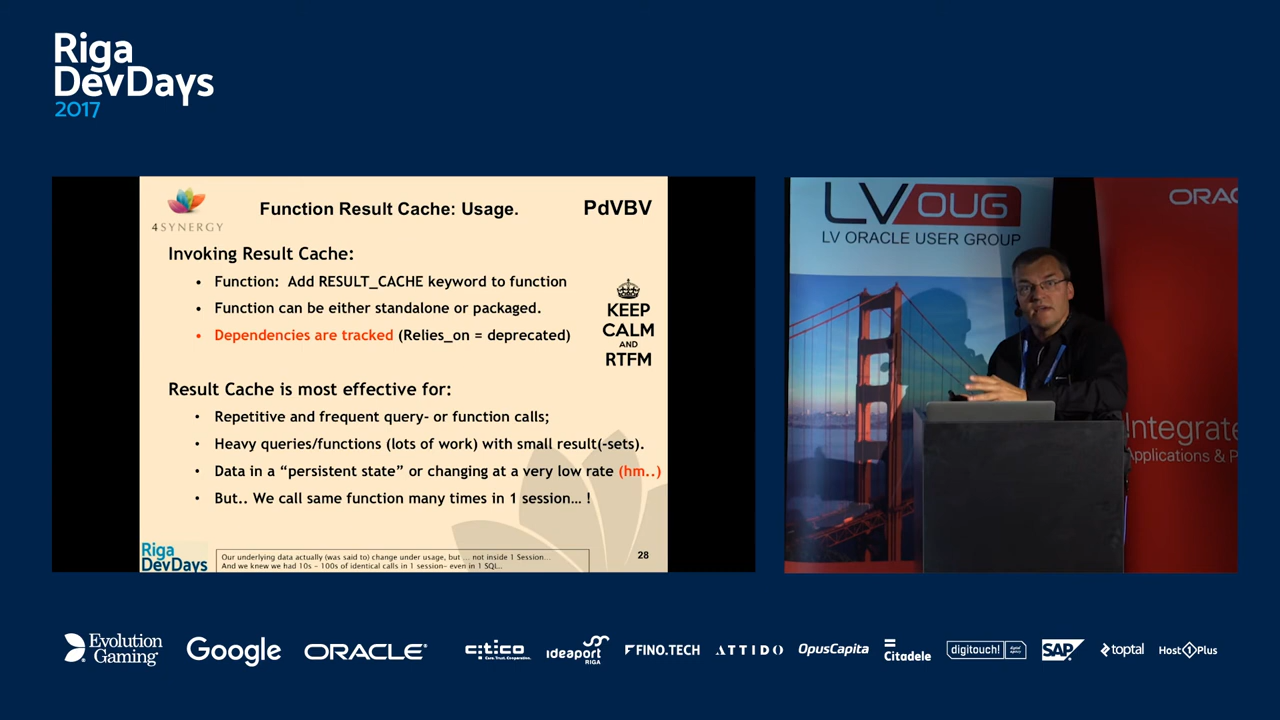 Riga
DevDays
2017
4SYNERGY
Function Result Cache: Usage.
PdVBV
Invoking Result Cache:
• Function: Add RESULT_CACHE keyword to function
• Function can be either standalone or packaged.
• Dependencies are tracked (Relies_on = deprecated)
KEEP
CALM
AND
RTFM
Result Cache is most effective for:
• Repetitive and frequent query- or function calls;
• Heavy queries/functions (lots of work) with small result(-sets).
• Data in a “persistent state” or changing at a very low rate (hm..)
• But.. We call same function many times in 1 session… !
Riga
DevDays
Our underlying data actually (was said to) change under usage, but … not inside 1 Session…
And we knew we had 10s – 100s of identical calls in 1 session- even in 1 SQL..
28
LV OUG
LV ORACLE USER GROUP
ORAC
Integrate
Applications & P
Evolution
Gaming
Google
ORACLE
citico
Care. Trust. Cooperation.
ideaport
RIGA
FINO.TECH
ATTIDO
OpusCapita
Citadele
digitouch!
SAP
toptal
Host1Plus